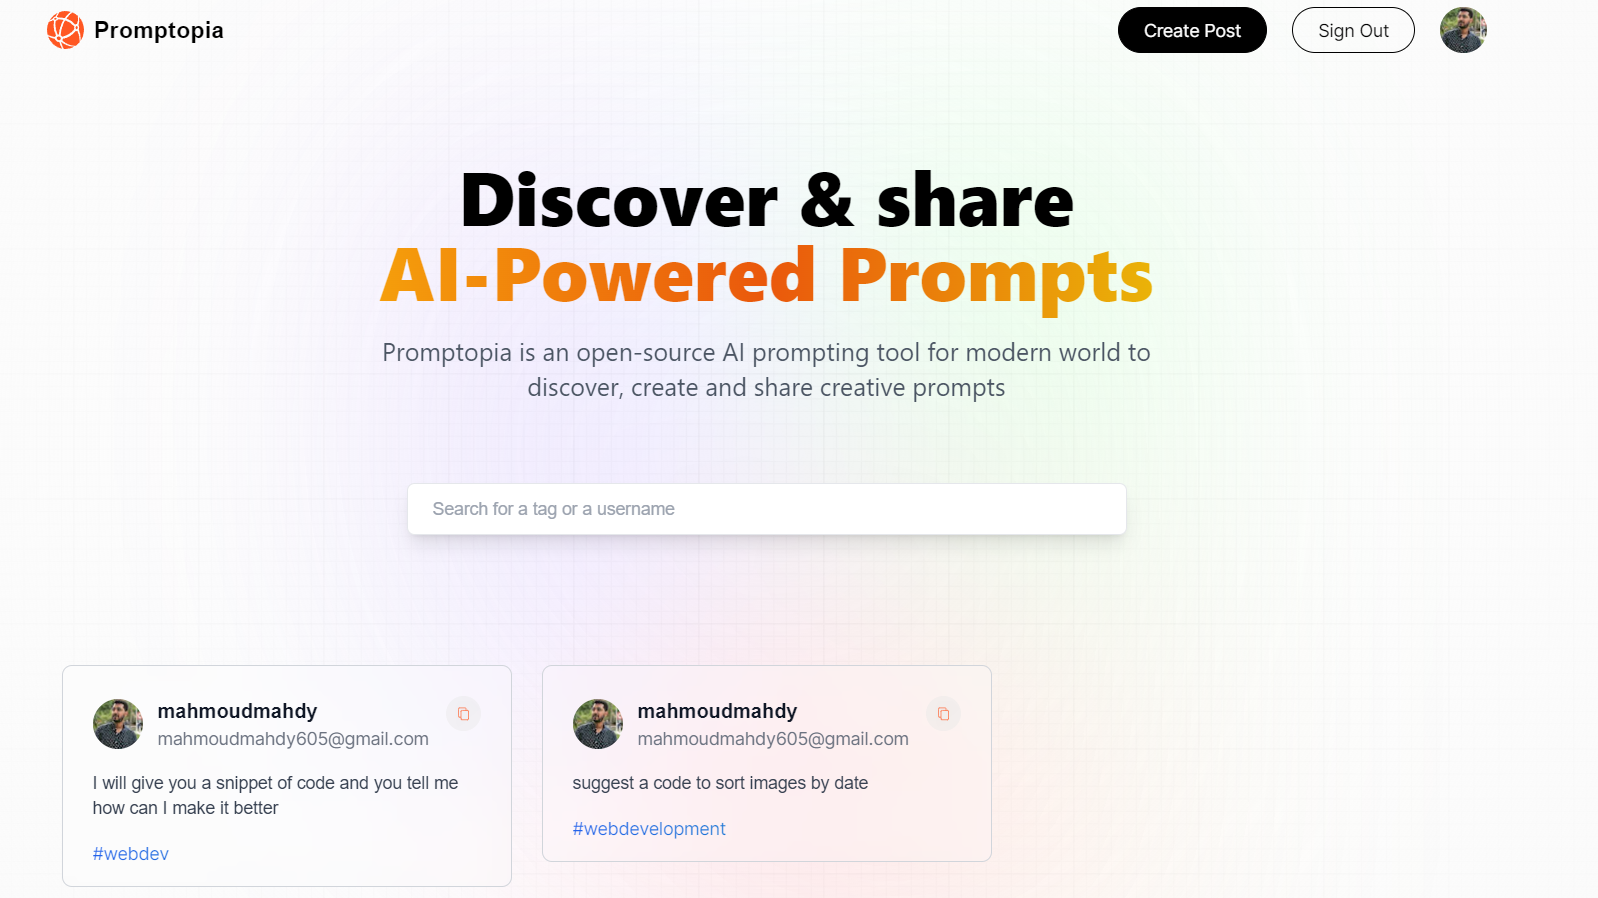 Promptopia
Create Post
Sign Out
Discover & share
AI-Powered Prompts
Promptopia is an open-source AI prompting tool for modern world to
discover, create and share creative prompts
Search for a tag or a username
mahmoudmahdy
mahmoudmahdy605@gmail.com
I will give you a snippet of code and you tell me
how can I make it better
#webdev
mahmoudmahdy
mahmoudmahdy605@gmail.com
suggest a code to sort images by date
#webdevelopment